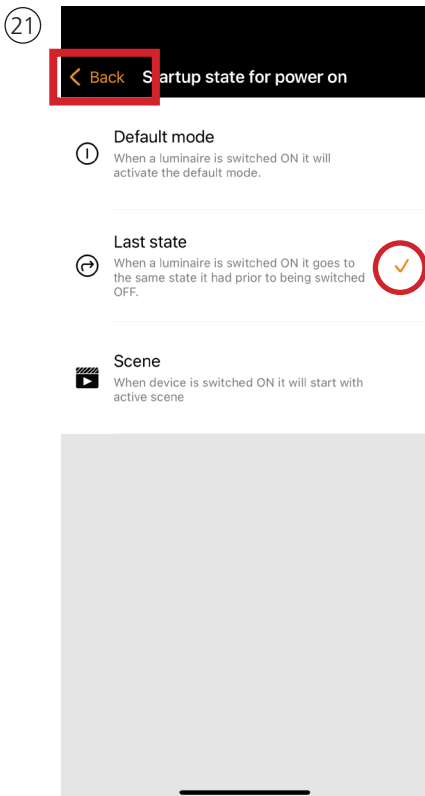 21
Back Startup state for power on
Default mode
When a luminaire is switched ON it will
activate the default mode.
Last state
When a luminaire is switched ON it goes to
the same state it had prior to being switched
OFF.
Scene
When device is switched ON it will start with
active scene